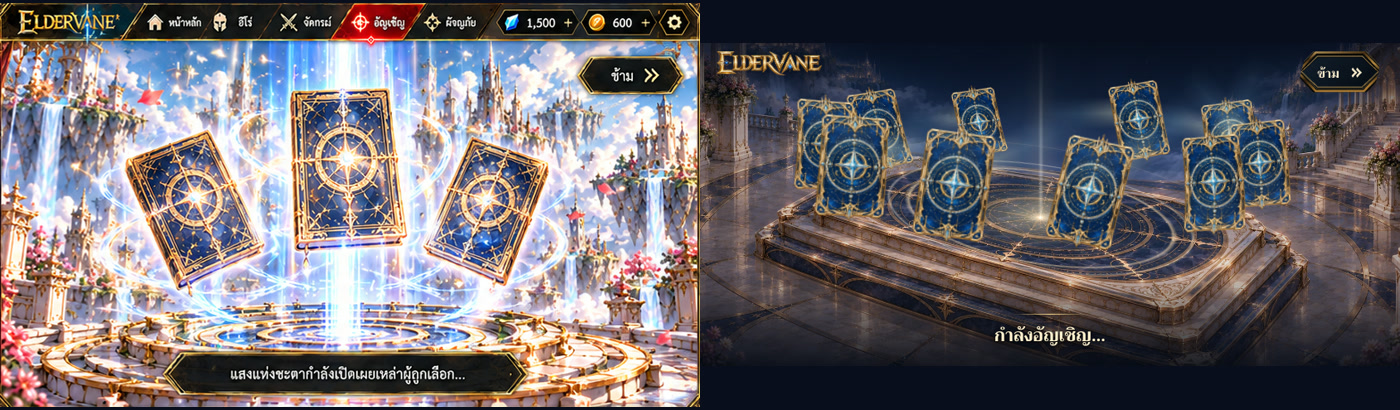 ELDERVANE
หน้าหลัก
ฮีโร่
จัดทรณ์
อัญเชิญ
ผจญภัย
1,500 +
600 +
ข้าม
แสงแห่งชะตากำลังเปิดเผยเหล่าผู้ถูกเลือก...
ELDERVANE
ข้าม
กำลังอัญเชิญ...